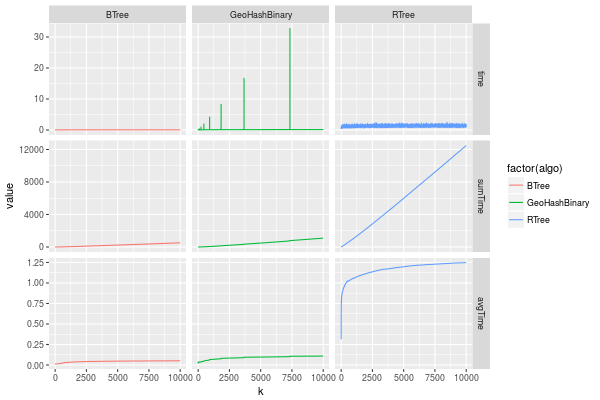 BTree GeoHashBinary RTree
30
20
10
0
time
12000
8000
4000
0
sumTime
1.25
1.00
0.75
0.50
0.25
0.00
avgTime
value
0 2500 5000 7500 10000 0 2500 5000 7500 10000 0 2500 5000 7500 10000
k
factor(algo)
BTree
GeoHashBinary
RTree